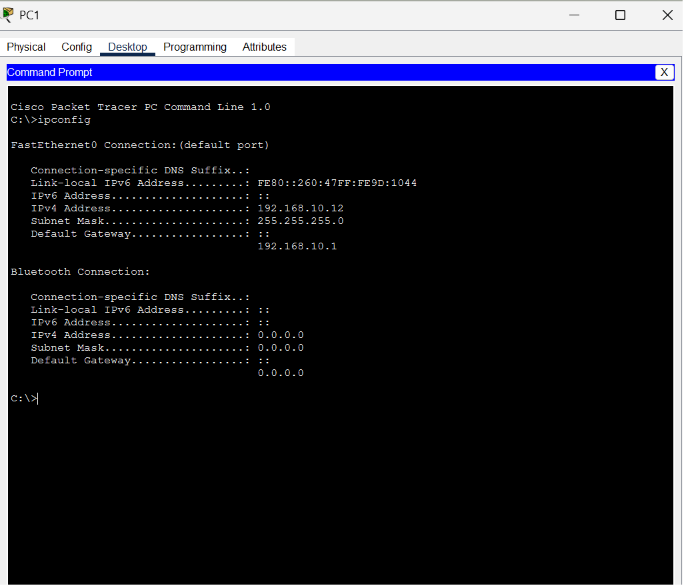 PC1
Physical Config Desktop Programming Attributes
Command Prompt X
Cisco Packet Tracer PC Command Line 1.0
C:\>ipconfig
FastEthernet0 Connection:(default port)
Connection-specific DNS Suffix..:
Link-local IPv6 Address.........: FE80::260:47FF:FE9D:1044
IPv6 Address....................: ::
IPv4 Address....................: 192.168.10.12
Subnet Mask.....................: 255.255.255.0
Default Gateway.................: ::
192.168.10.1
Bluetooth Connection:
Connection-specific DNS Suffix..:
Link-local IPv6 Address.........: ::
IPv6 Address....................: ::
IPv4 Address....................: 0.0.0.0
Subnet Mask.....................: 0.0.0.0
Default Gateway.................: ::
0.0.0.0
C:\>